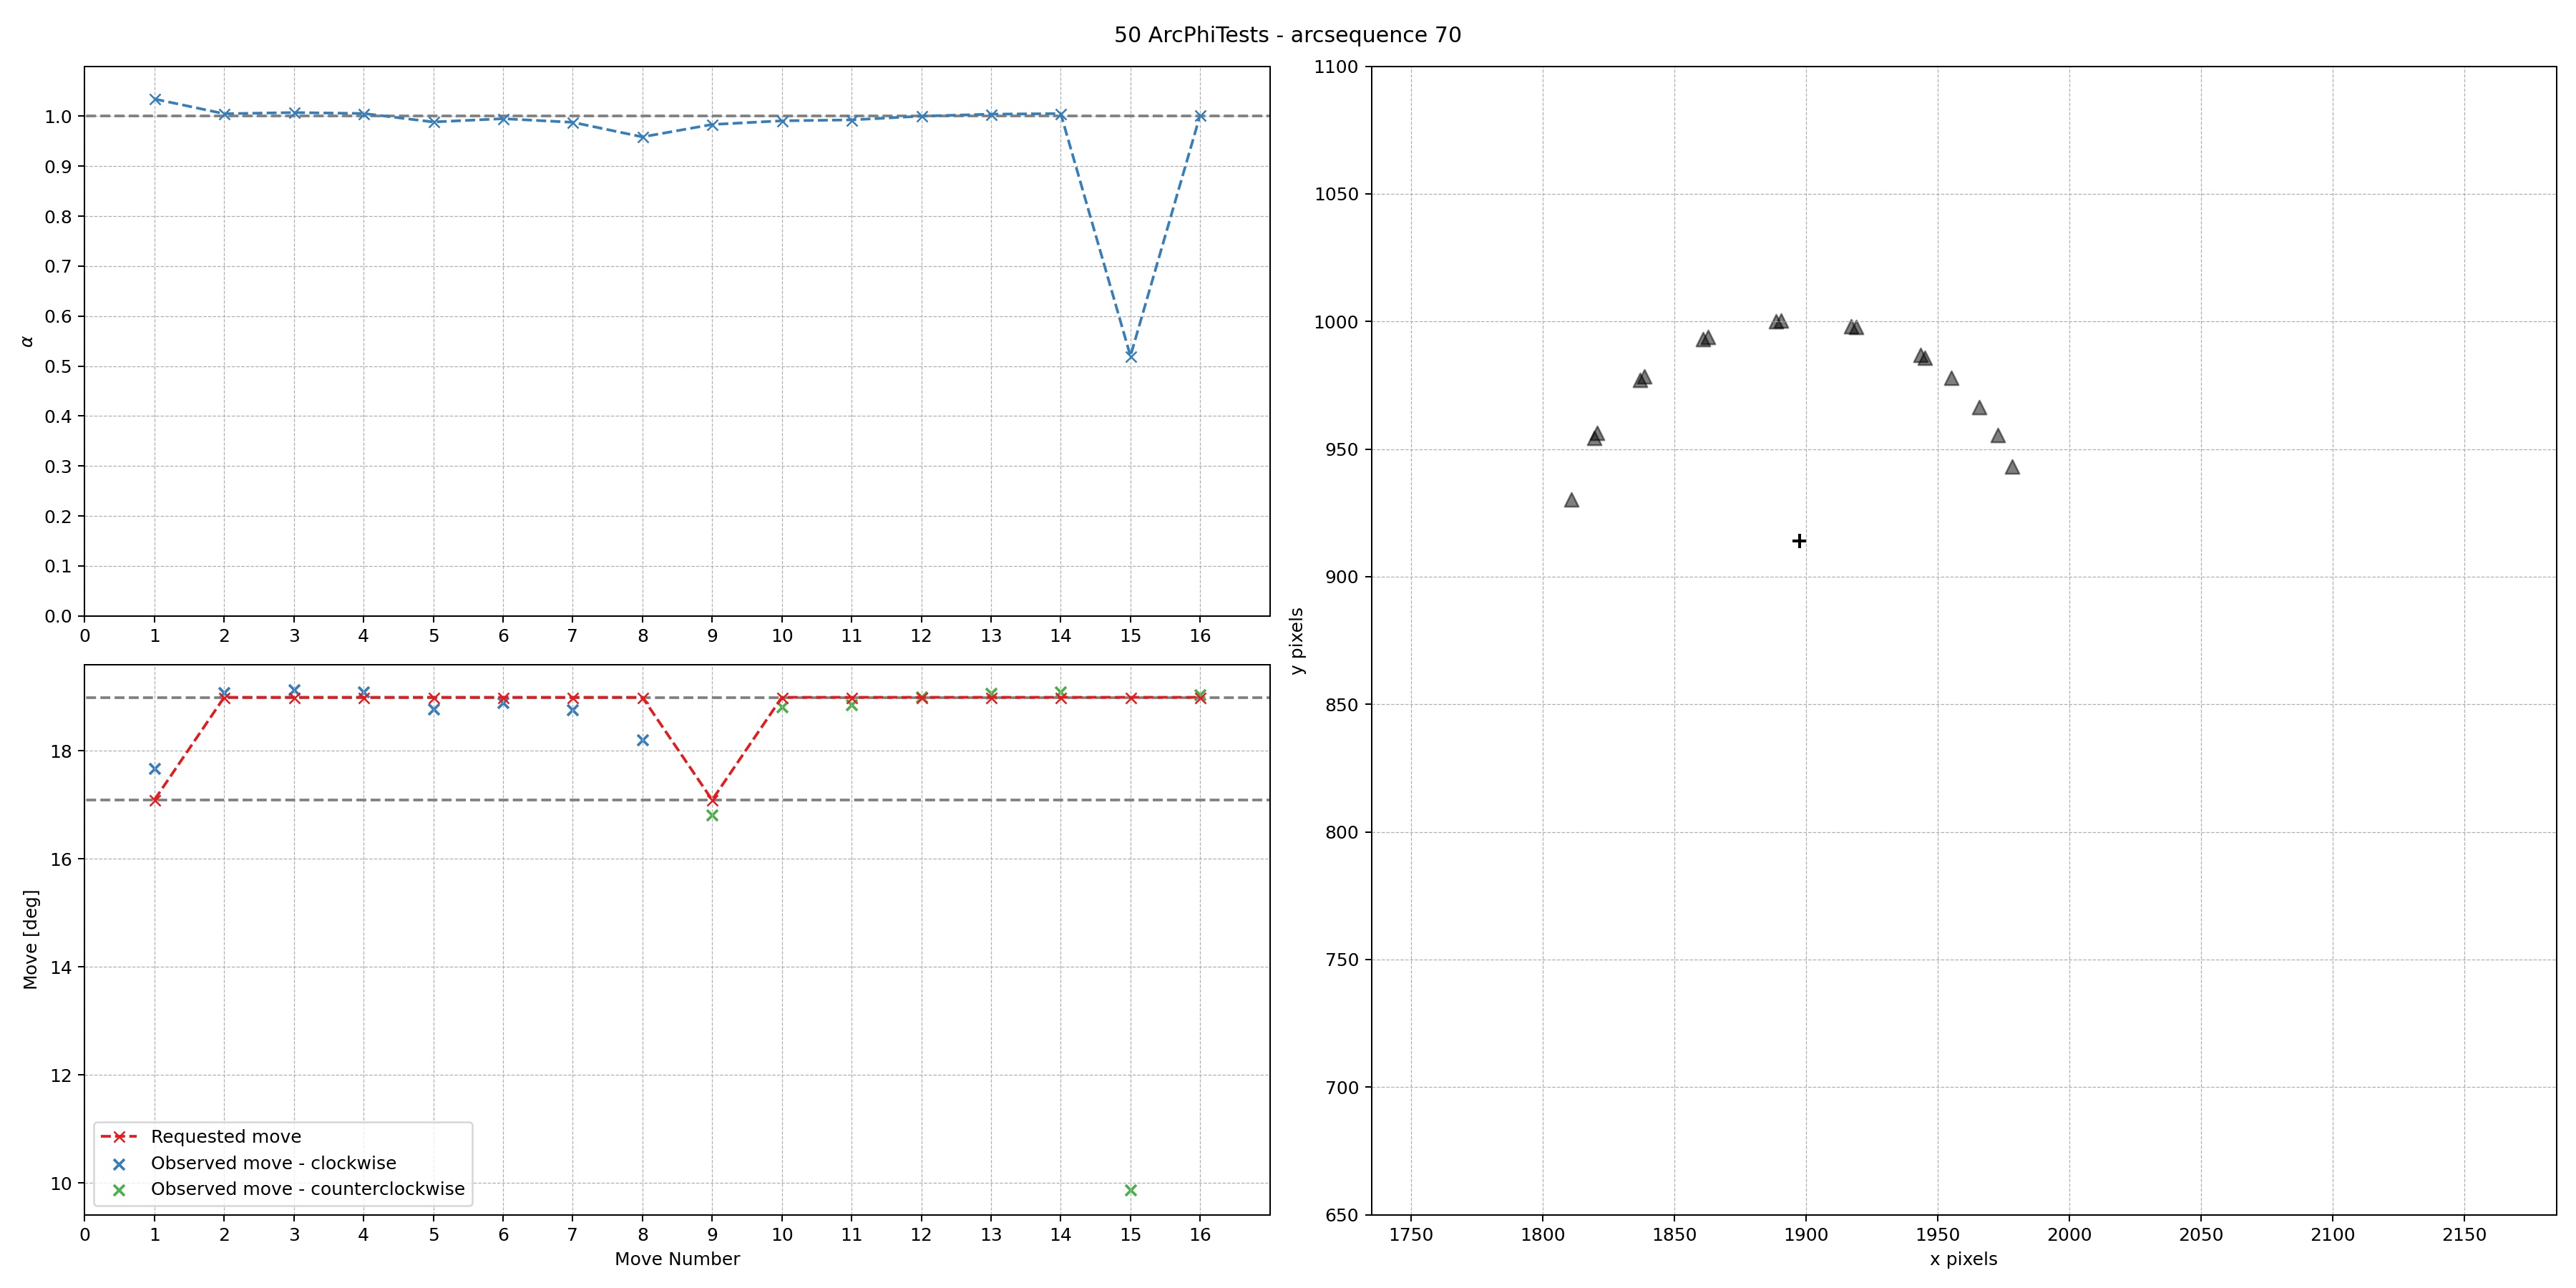 50 ArcPhiTests - arcsequence 70
α
1.0
0.9
0.8
0.7
0.6
0.5
0.4
0.3
0.2
0.1
0.0
0 1 2 3 4 5 6 7 8 9 10 11 12 13 14 15 16
Move [deg]
18
16
14
12
10
Requested move
Observed move - clockwise
Observed move - counterclockwise
0 1 2 3 4 5 6 7 8 9 10 11 12 13 14 15 16
Move Number
y pixels
1100
1050
1000
950
900
850
800
750
700
650
1750 1800 1850 1900 1950 2000 2050 2100 2150
x pixels